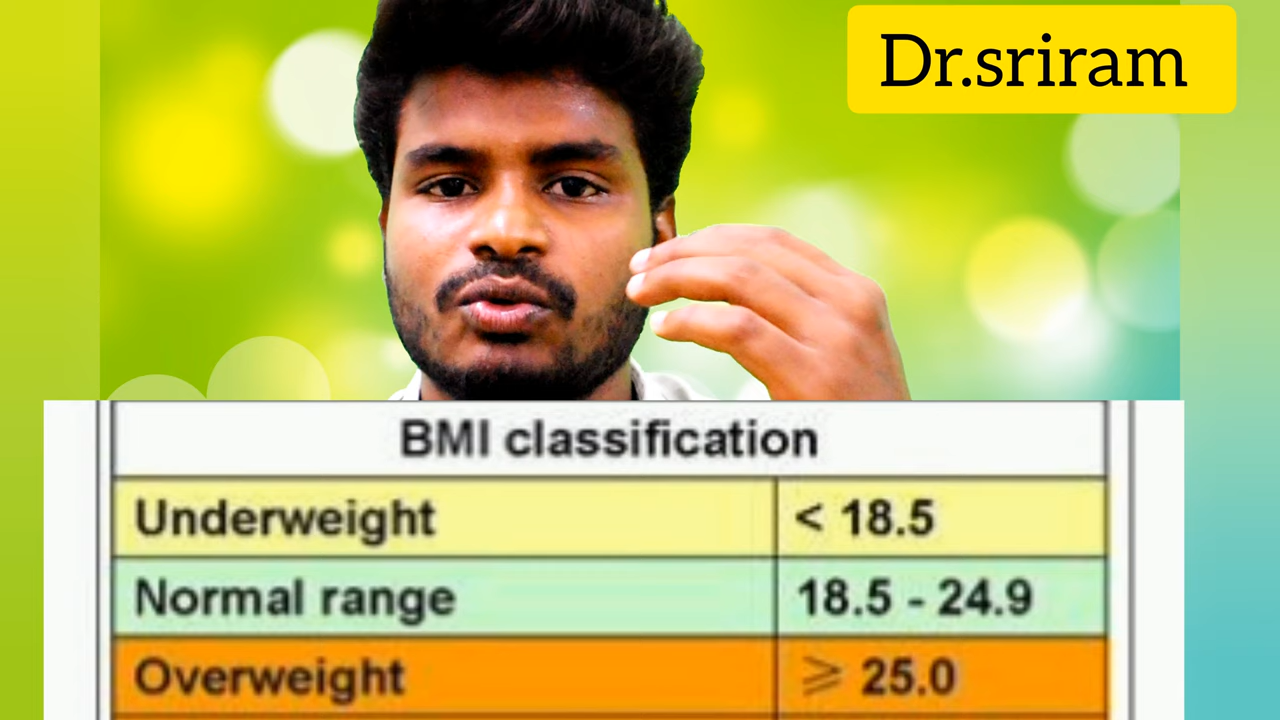 Dr.sriram
BMI classification
Underweight < 18.5
Normal range 18.5 - 24.9
Overweight ⩾ 25.0